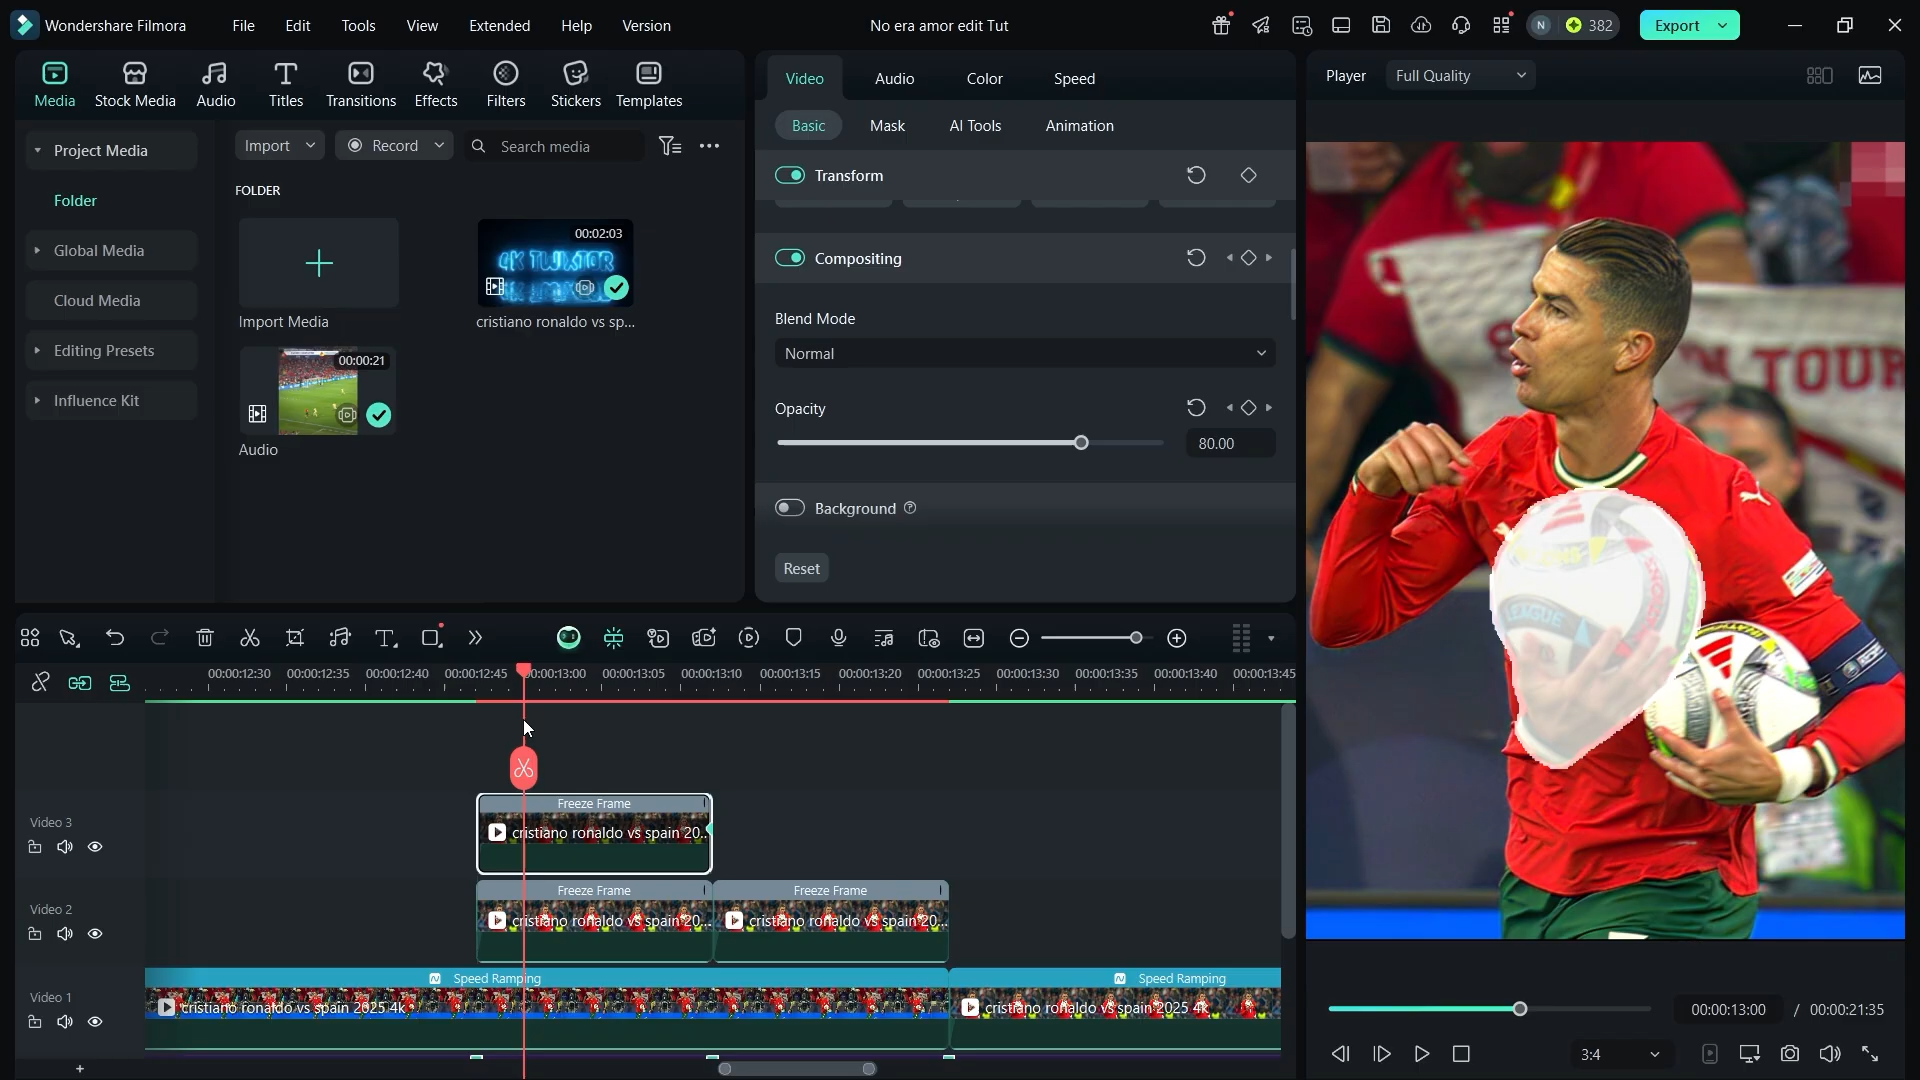 Wondershare Filmora
File
Edit
Tools
View
Extended
Help
Version
No era amor edit Tut
N
382
Export
Media
Stock Media
Audio
Titles
Transitions
Effects
Filters
Stickers
Templates
Project Media
Folder
Global Media
Cloud Media
Editing Presets
Influence Kit
Import
Record
Search media
FOLDER
Import Media
00:02:03
4K TWIXTOR
cristiano ronaldo vs sp...
00:00:21
Audio
Video
Audio
Color
Speed
Basic
Mask
AI Tools
Animation
Transform
Compositing
Blend Mode
Normal
Opacity
80.00
Background
Reset
Player
Full Quality
TOUR
LEAGUE
00:00:13:00
/ 00:00:21:35
3:4
00:00:12:30
00:00:12:35
00:00:12:40
00:00:12:45
00:00:13:00
00:00:13:05
00:00:13:10
00:00:13:15
00:00:13:20
00:00:13:25
00:00:13:30
00:00:13:35
00:00:13:40
00:00:13:45
Video 3
Freeze Frame
cristiano ronaldo vs spain 20...
Video 2
Freeze Frame
cristiano ronaldo vs spain 20...
Freeze Frame
cristiano ronaldo vs spain 20...
Video 1
Speed Ramping
cristiano ronaldo vs spain 2025 4k
Speed Ramping
cristiano ronaldo vs spain 2025 4k